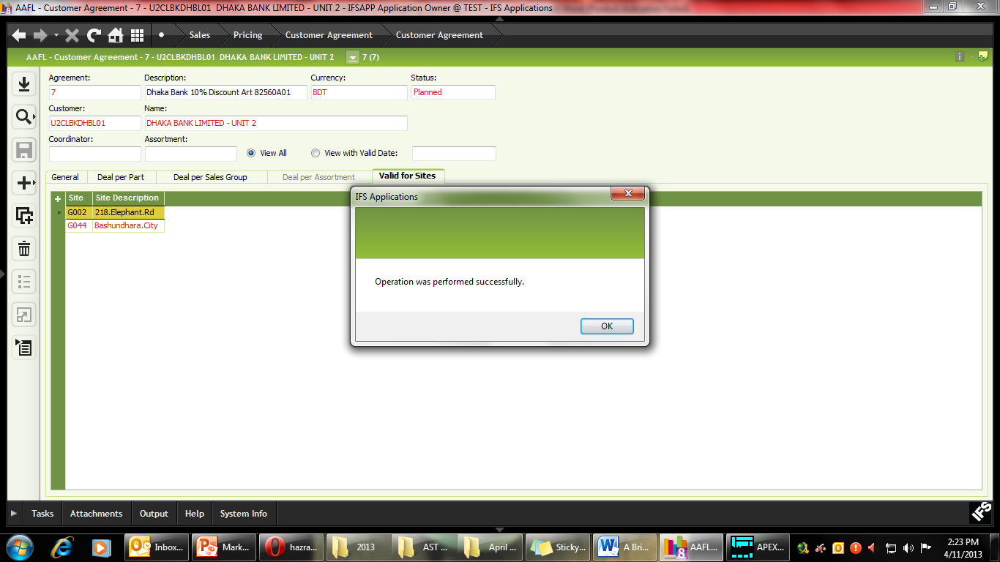 AAFL - Customer Agreement - 7 - U2CLBKDHBL01 DHAKA BANK LIMITED - UNIT 2 - IFSAPP Application Owner @ TEST - IFS Applications
Sales Pricing Customer Agreement Customer Agreement
AAFL - Customer Agreement - 7 - U2CLBKDHBL01 DHAKA BANK LIMITED - UNIT 2 7 (7)
Agreement: Description: Currency: Status:
7 Dhaka Bank 10% Discount Art 82560A01 BDT Planned
Customer: Name:
U2CLBKDHBL01 DHAKA BANK LIMITED - UNIT 2
Coordinator: Assortment:
View All View with Valid Date:
General Deal per Part Deal per Sales Group Deal per Assortment Valid for Sites
Site Site Description
G002 218.Elephant.Rd
G044 Bashundhara.City
IFS Applications
Operation was performed successfully.
OK
Tasks Attachments Output Help System Info
IFS
Inbox... Mark... hazra... 2013 AST ... April ... Sticky... A Bri... AAFL... APEX...
2:23 PM
4/11/2013